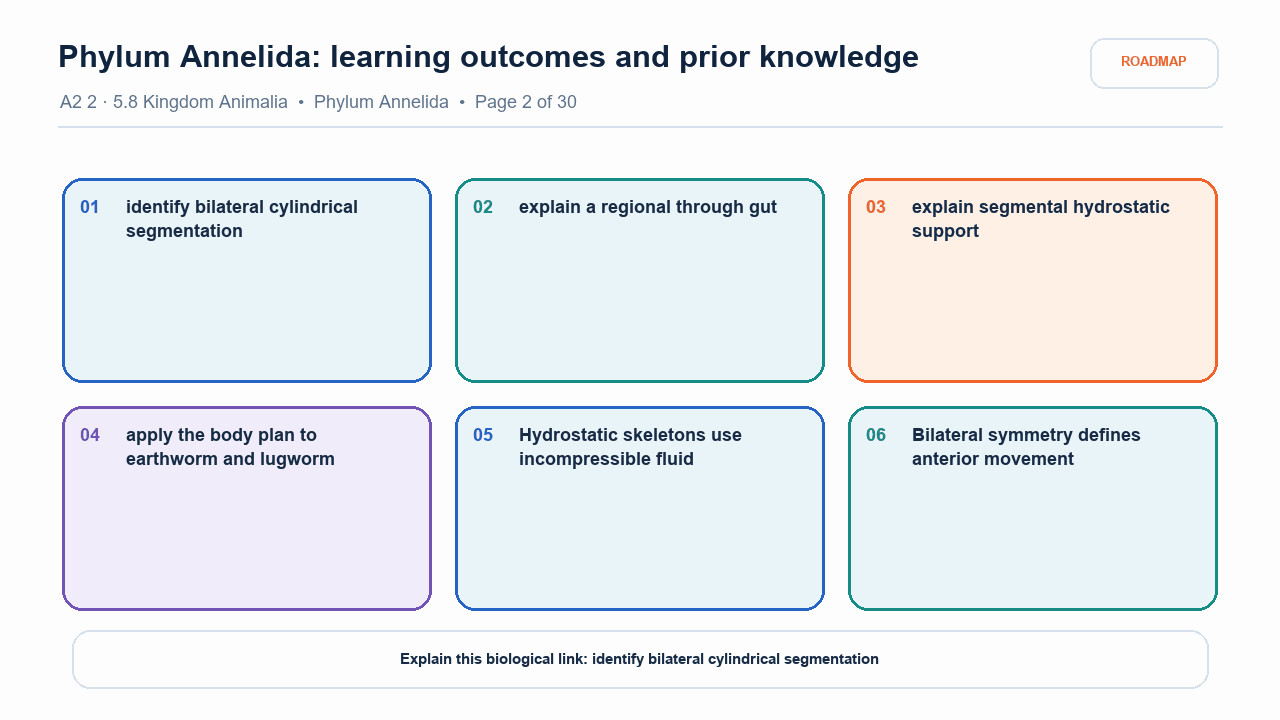 Phylum Annelida: learning outcomes and prior knowledge
ROADMAP
A2 2 · 5.8 Kingdom Animalia • Phylum Annelida • Page 2 of 30
01 identify bilateral cylindrical
segmentation
02 explain a regional through gut
03 explain segmental hydrostatic
support
04 apply the body plan to
earthworm and lugworm
05 Hydrostatic skeletons use
incompressible fluid
06 Bilateral symmetry defines
anterior movement
Explain this biological link: identify bilateral cylindrical segmentation